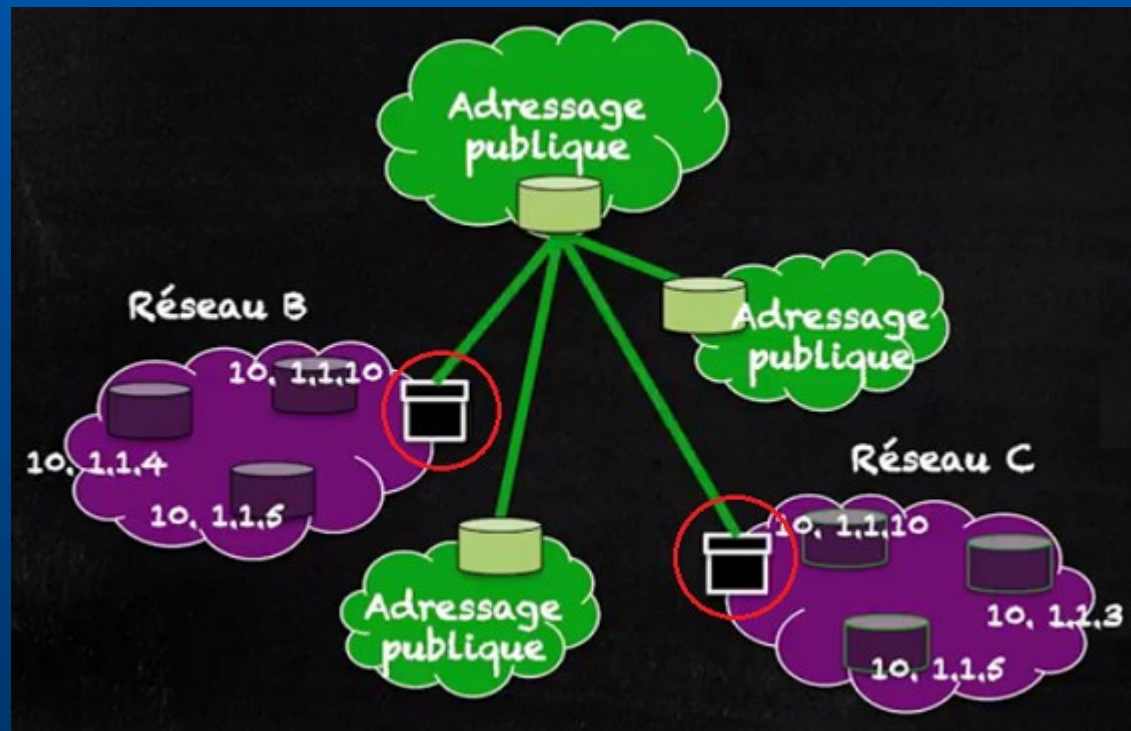 Adressage
publique
Réseau B
Adressage
publique
10. 1.1.10
10. 1.1.4
Réseau C
10. 1.1.5
10. 1.1.10
Adressage
publique
10. 1.1.3
10. 1.1.5